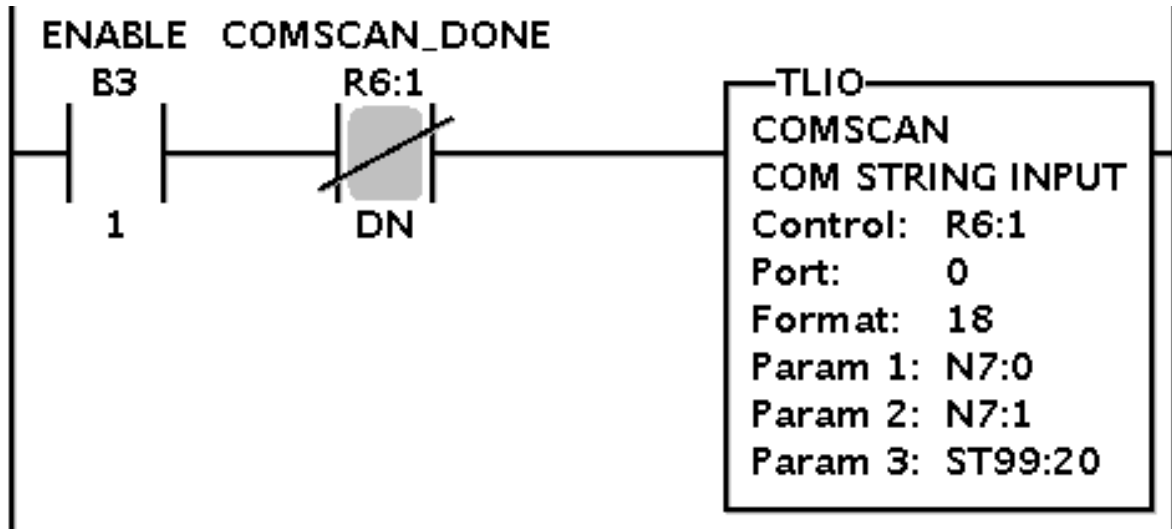 ENABLE COMSCAN_DONE
B3 R6:1
1 DN
TLIO
COMSCAN
COM STRING INPUT
Control: R6:1
Port: 0
Format: 18
Param 1: N7:0
Param 2: N7:1
Param 3: ST99:20